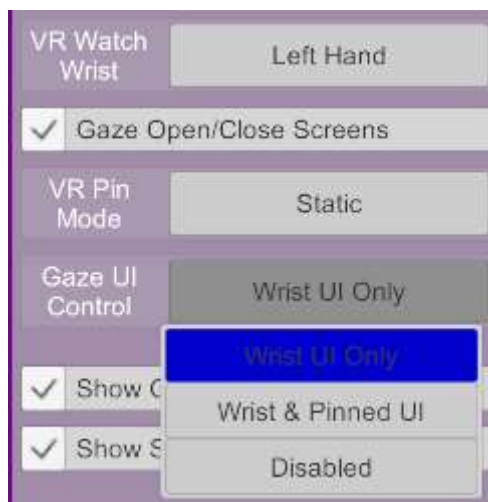 VR Watch
Wrist
Left Hand
Gaze Open/Close Screens
VR Pin
Mode
Static
Gaze UI
Control
Wrist UI Only
Wrist UI Only
Show
Wrist & Pinned UI
Show
Disabled